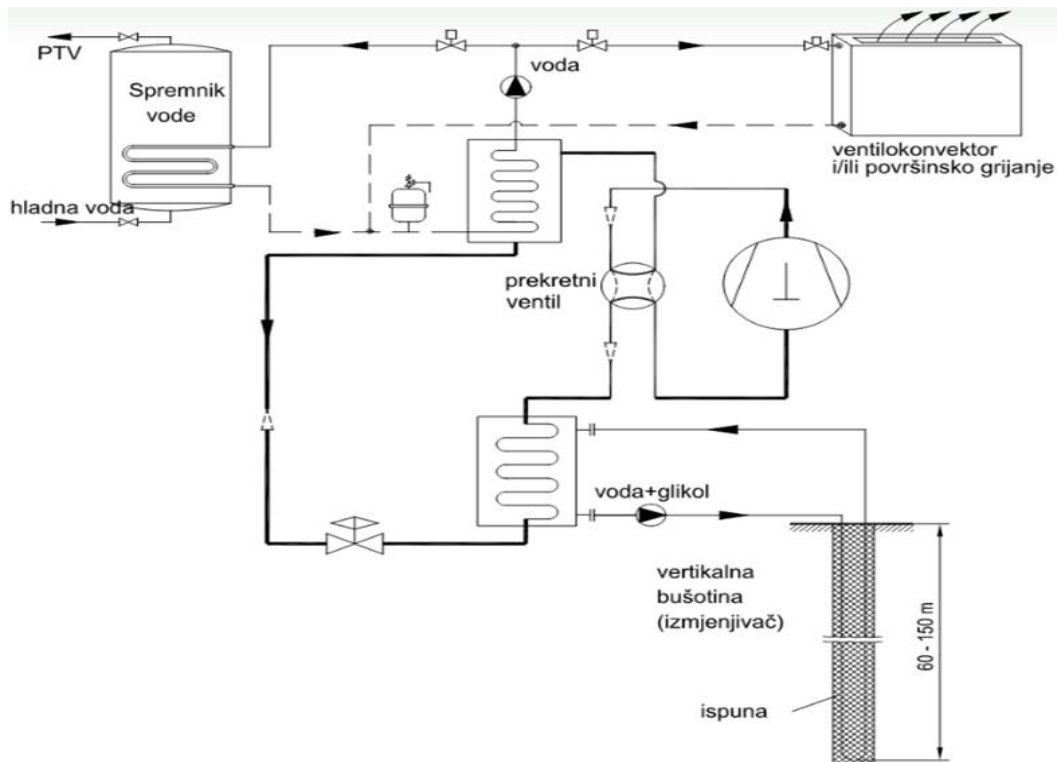 PTV
Spremnik
vode
hladna voda
voda
ventilokonvektor
i/ili površinsko grijanje
prekretni
ventil
voda+glikol
vertikalna
bušotina
(izmjenjivač)
ispuna
60 - 150 m